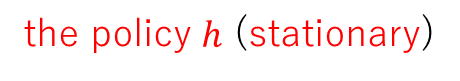 the policy h (stationary)